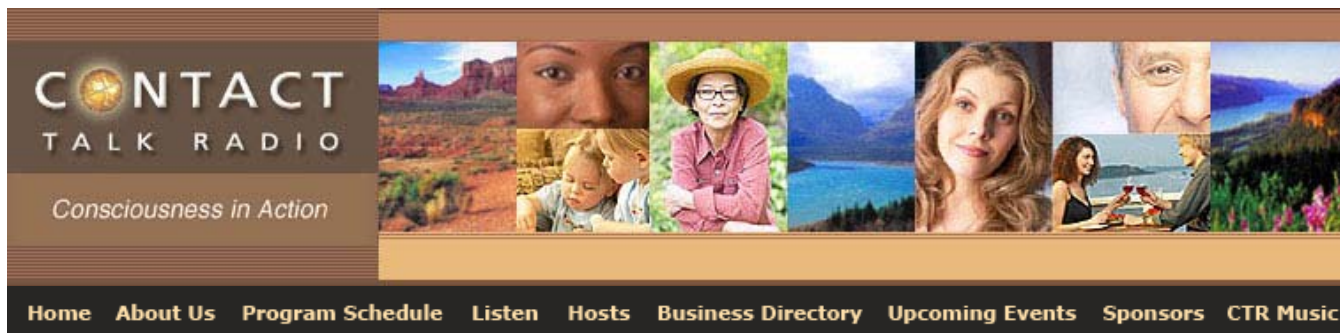 CONTACT
TALK RADIO
Consciousness in Action
Home About Us Program Schedule Listen Hosts Business Directory Upcoming Events Sponsors CTR Music